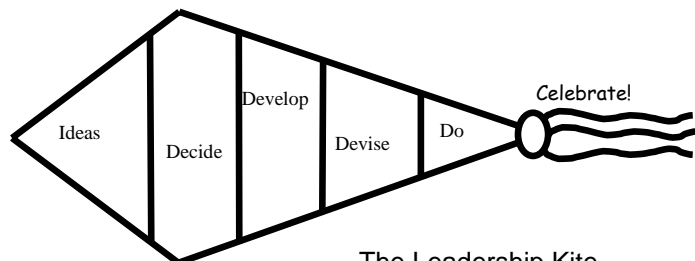 Ideas
Decide
Develop
Devise
Do
Celebrate!
The Leadership Kite